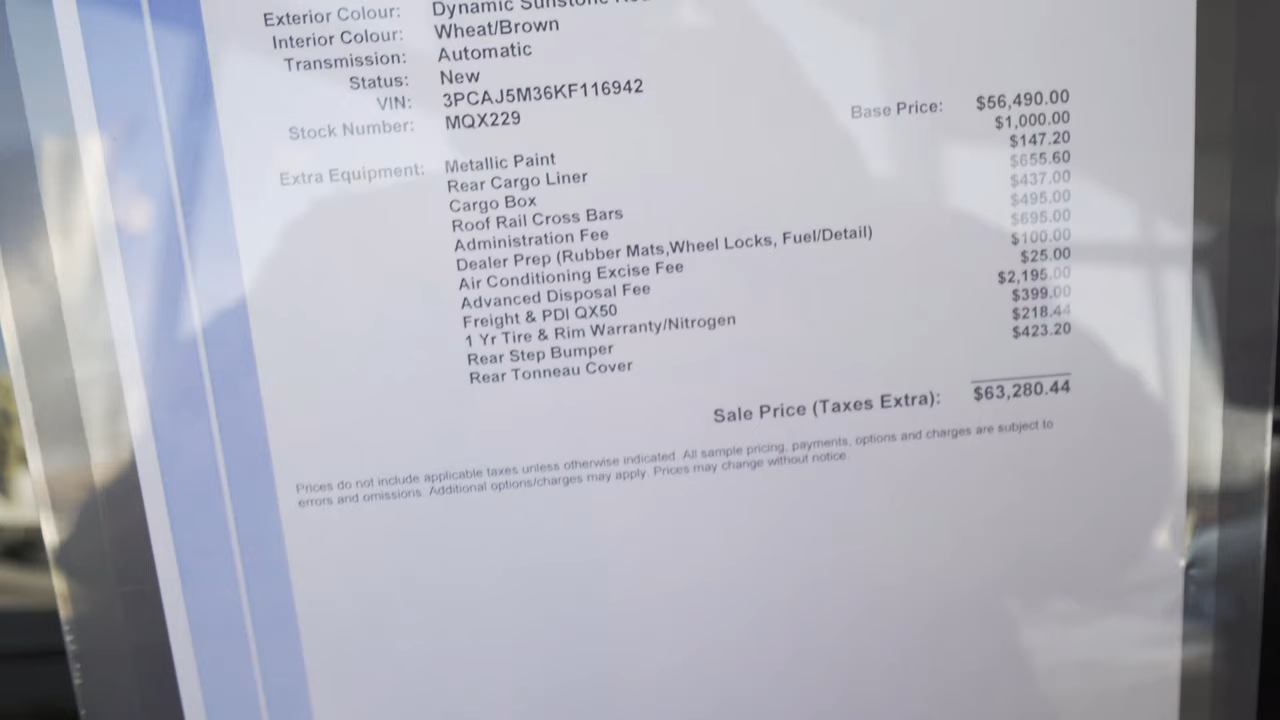 Exterior Colour: Dynamic Sunstone
Interior Colour: Wheat/Brown
Transmission: Automatic
Status: New
VIN: 3PCAJ5M36KF116942
Stock Number: MQX229
Base Price: $56,490.00
Extra Equipment: Metallic Paint $1,000.00
Rear Cargo Liner $147.20
Cargo Box $655.60
Roof Rail Cross Bars $437.00
Administration Fee $495.00
Dealer Prep (Rubber Mats,Wheel Locks, Fuel/Detail) $695.00
Air Conditioning Excise Fee $100.00
Advanced Disposal Fee $25.00
Freight & PDI QX50 $2,195.00
1 Yr Tire & Rim Warranty/Nitrogen $399.00
Rear Step Bumper $218.44
Rear Tonneau Cover $423.20
Sale Price (Taxes Extra): $63,280.44
Prices do not include applicable taxes unless otherwise indicated. All sample pricing, payments, options and charges are subject to
errors and omissions. Additional options/charges may apply. Prices may change without notice.